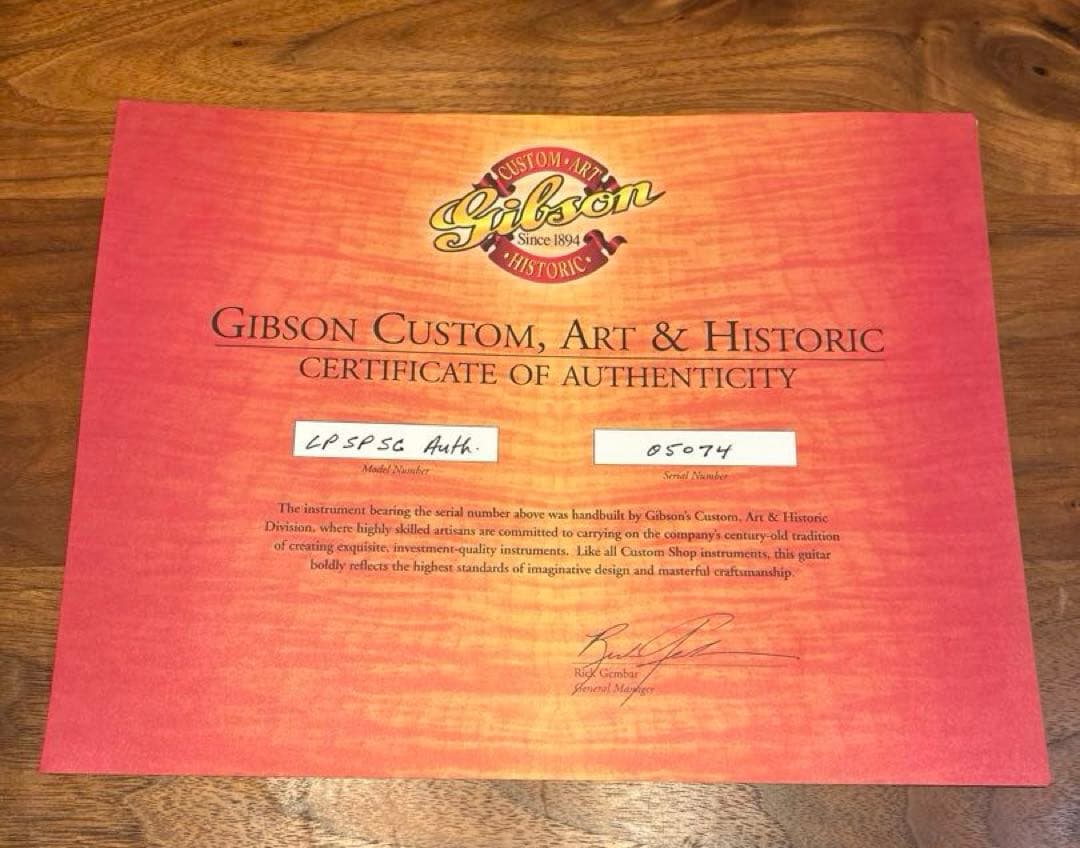 CUSTOM • ART
Gibson
Since 1894
• HISTORIC •
GIBSON CUSTOM, ART & HISTORIC
CERTIFICATE OF AUTHENTICITY
LPSPSG Auth.
05074
Model Number
Serial Number
The instrument bearing the serial number above was handbuilt by Gibson's Custom, Art & Historic
Division, where highly skilled artisans are committed to carrying on the company's century-old tradition
of creating exquisite, investment-quality instruments. Like all Custom Shop instruments, this guitar
boldly reflects the highest standards of imaginative design and masterful craftsmanship.
Rick Gembar
General Manager